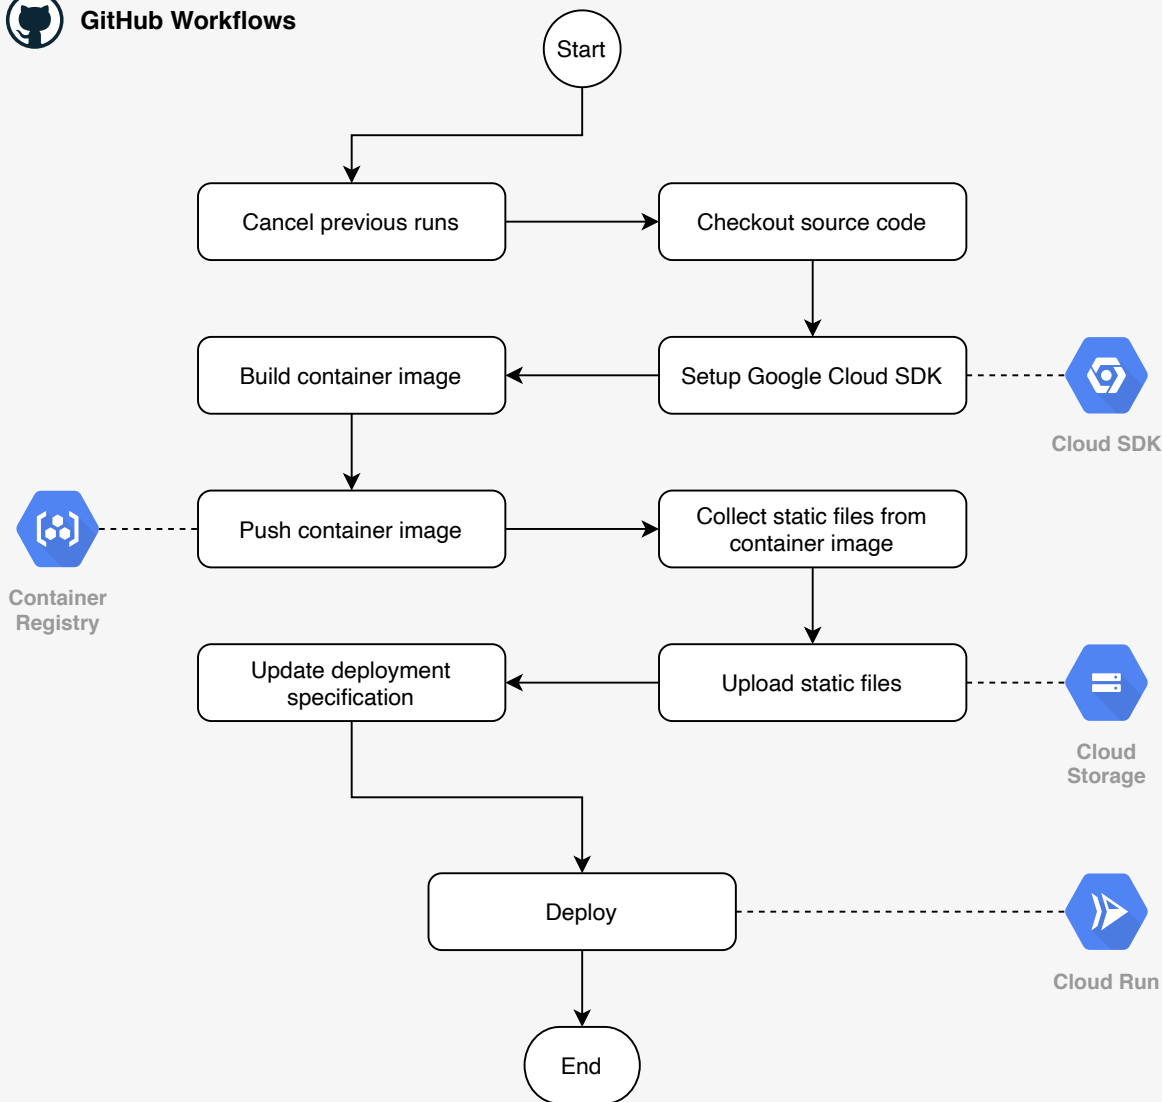 GitHub Workflows
Start
Cancel previous runs
Checkout source code
Build container image
Setup Google Cloud SDK
Cloud SDK
Push container image
Collect static files from
container image
Container
Registry
Update deployment
specification
Upload static files
Cloud
Storage
Deploy
Cloud Run
End